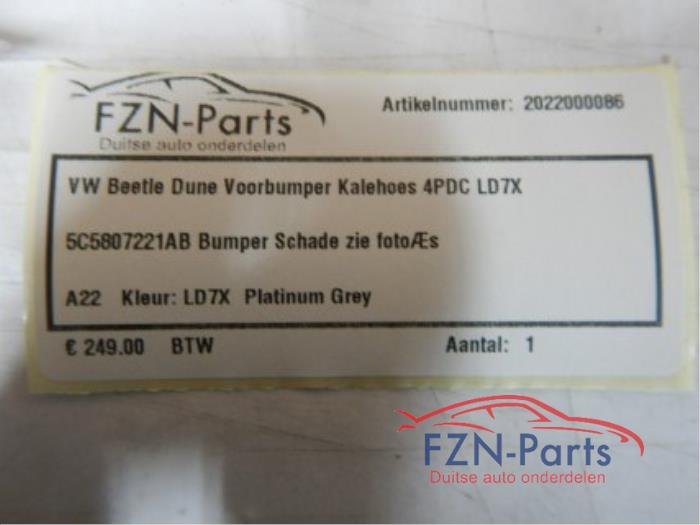 FZN-Parts
Duitse auto onderdelen
Artikelnummer: 2022000086
VW Beetle Dune Voorbumper Kalehoes 4PDC LD7X
5C5807221AB Bumper Schade zie fotoÆs
A22 Kleur: LD7X Platinum Grey
€ 249.00 BTW Aantal: 1
FZN-Parts
Duitse auto onderdelen